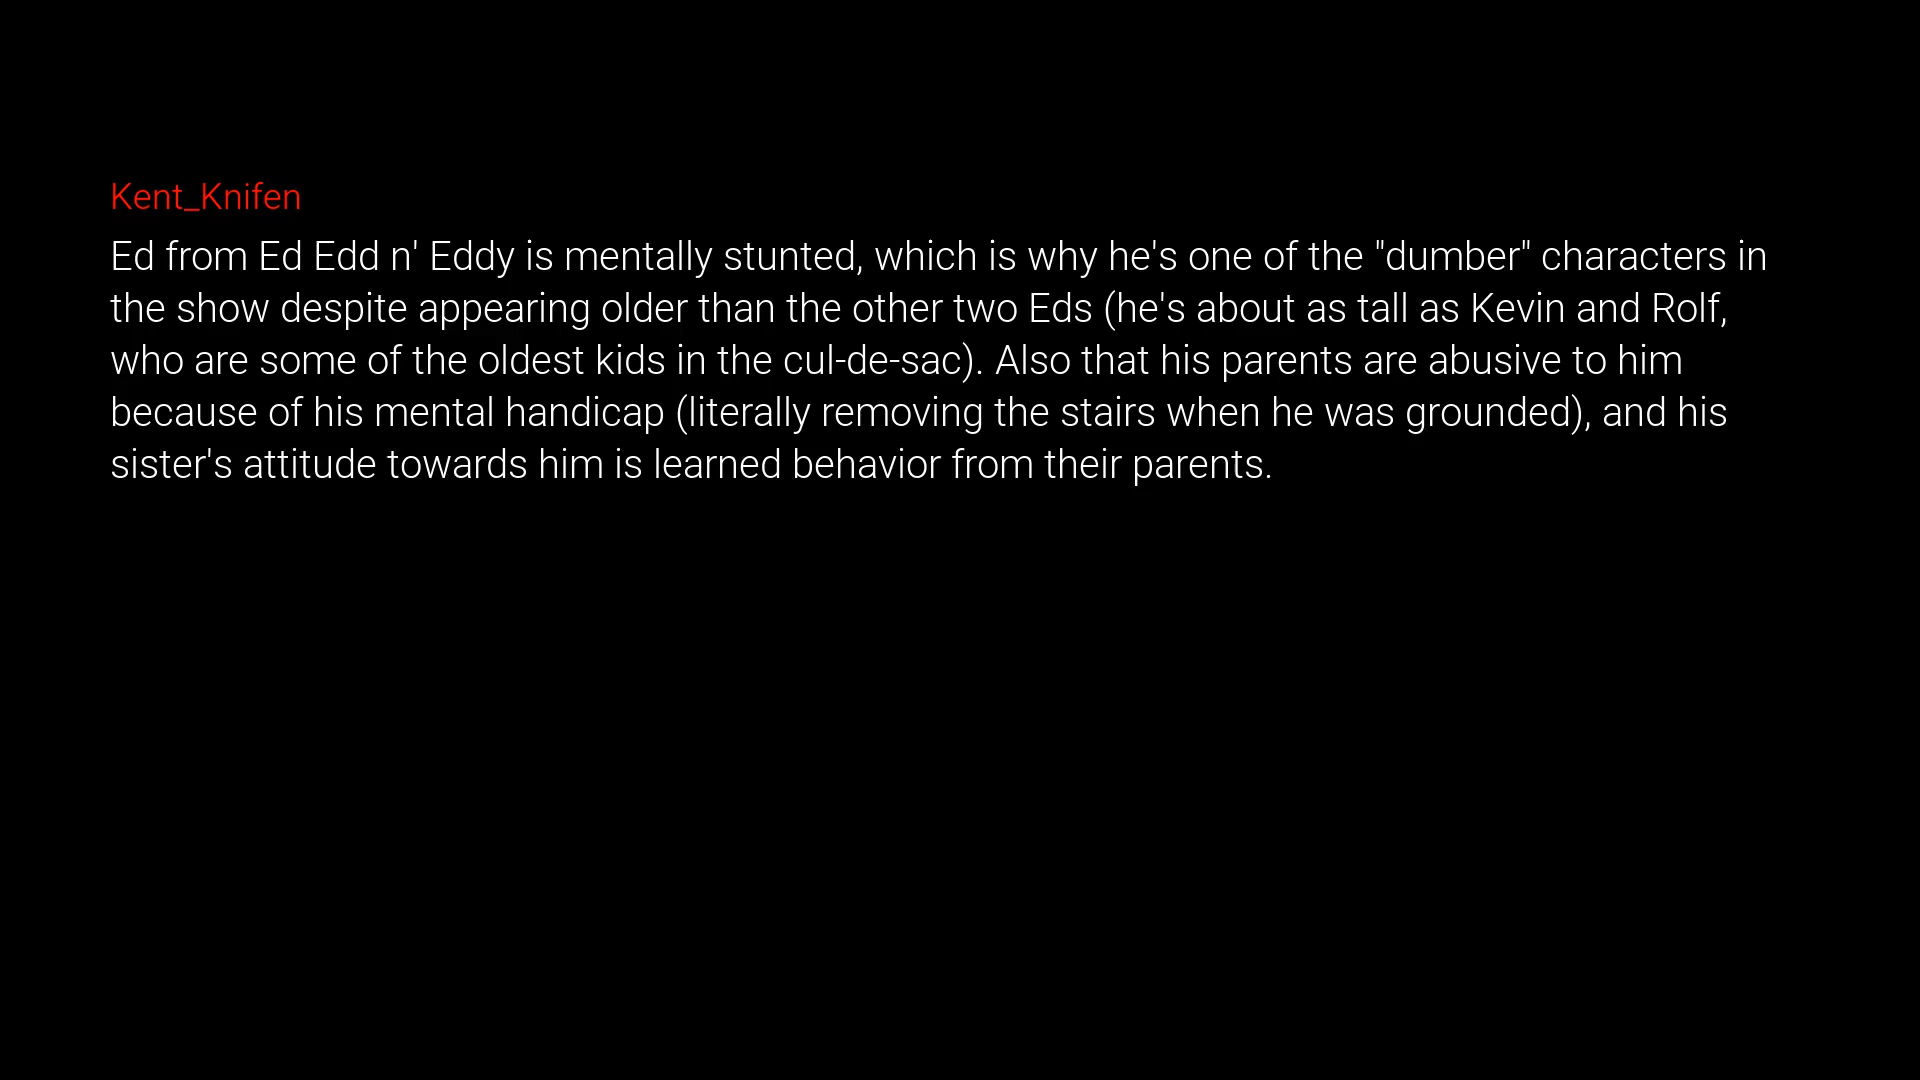 Kent_Knifen
Ed from Ed Edd n' Eddy is mentally stunted, which is why he's one of the "dumber" characters in
the show despite appearing older than the other two Eds (he's about as tall as Kevin and Rolf,
who are some of the oldest kids in the cul-de-sac). Also that his parents are abusive to him
because of his mental handicap (literally removing the stairs when he was grounded), and his
sister's attitude towards him is learned behavior from their parents.